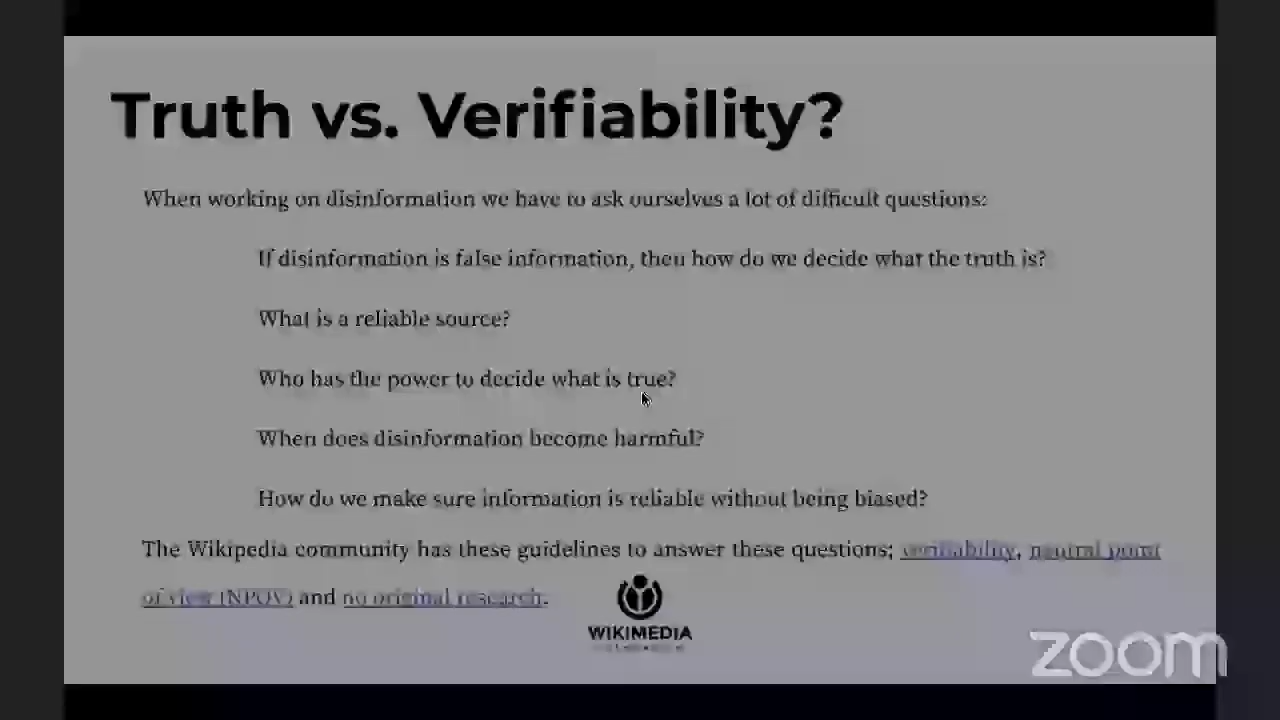 Truth vs. Verifiability?
When working on disinformation we have to ask ourselves a lot of difficult questions:
If disinformation is false information, then how do we decide what the truth is?
What is a reliable source?
Who has the power to decide what is true?
When does disinformation become harmful?
How do we make sure information is reliable without being biased?
The Wikipedia community has these guidelines to answer these questions; verifiability, neutral point
of view (NPOV) and no original research.
WIKIMEDIA
zoom